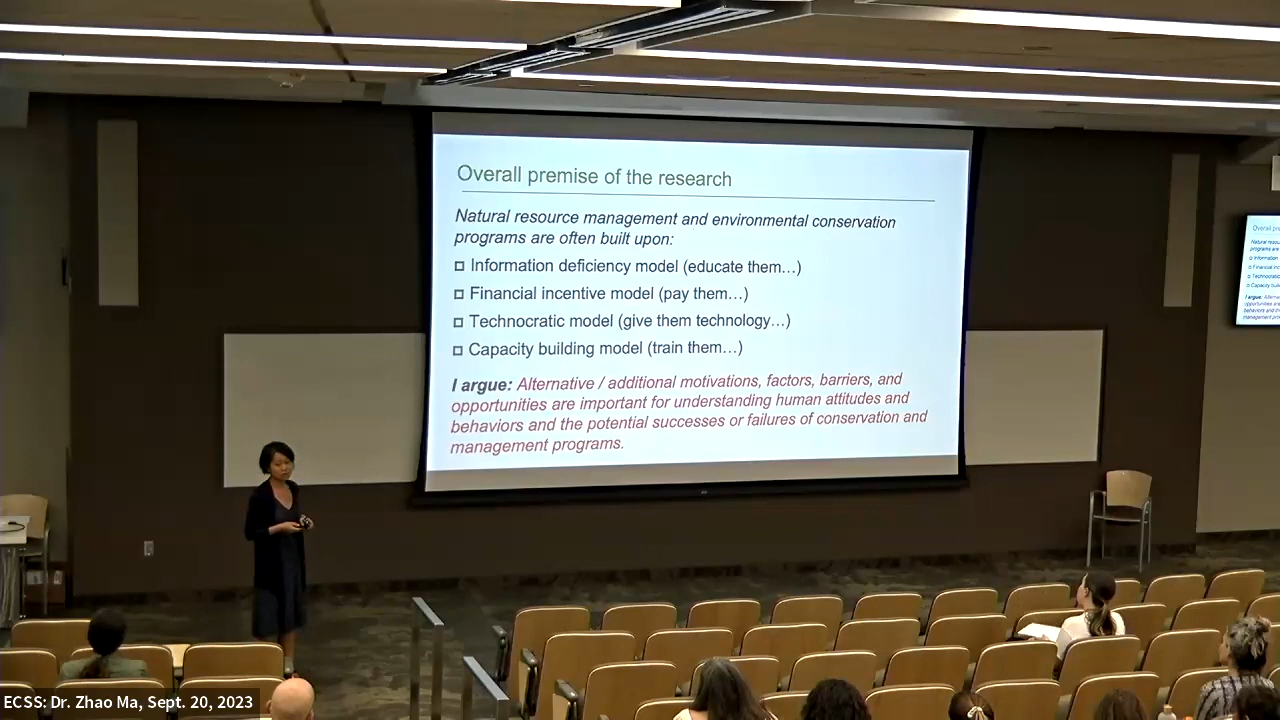 Overall premise of the research
Natural resource management and environmental conservation
programs are often built upon:
Information deficiency model (educate them...)
Financial incentive model (pay them...)
Technocratic model (give them technology...)
Capacity building model (train them...)
I argue: Alternative / additional motivations, factors, barriers, and
opportunities are important for understanding human attitudes and
behaviors and the potential successes or failures of conservation and
management programs.
ECSS: Dr. Zhao Ma, Sept. 20, 2023